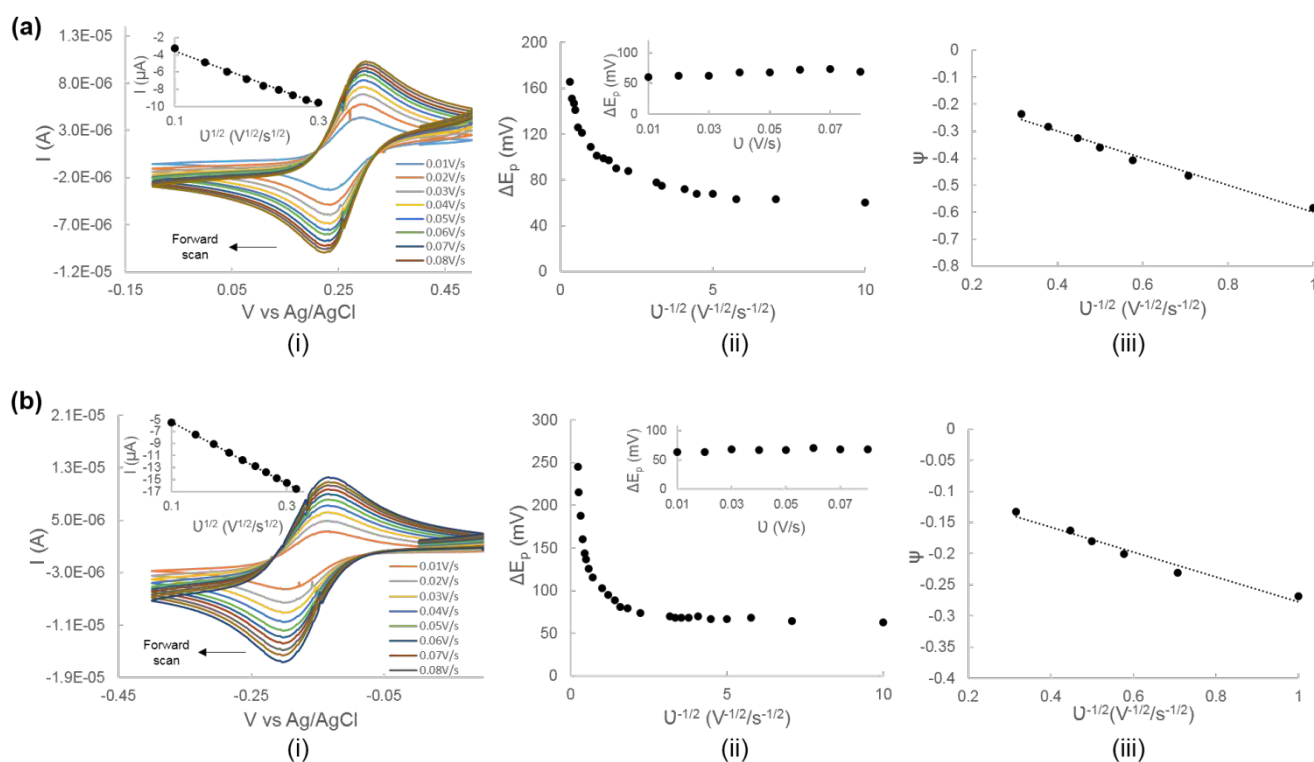 (a)
1.3E-05
8.0E-06
3.0E-06
-2.0E-06
-7.0E-06
-1.2E-05
I (A)
-0.15
0.05
0.25
0.45
V vs Ag/AgCl
-2
-4
-6
-8
-10
I (µA)
0.1
0.3
υ1/2 (V1/2/s1/2)
0.01V/s
0.02V/s
0.03V/s
0.04V/s
0.05V/s
0.06V/s
0.07V/s
0.08V/s
Forward
scan
(i)
200
160
120
80
40
0
ΔEp (mV)
0
5
10
υ-1/2 (V-1/2/s-1/2)
100
50
0
ΔEp (mV)
0.01
0.03
0.05
0.07
υ (V/s)
(ii)
0
-0.1
-0.2
-0.3
-0.4
-0.5
-0.6
-0.7
-0.8
Ψ
0.2
0.4
0.6
0.8
1
υ-1/2 (V-1/2/s-1/2)
(iii)
(b)
2.1E-05
1.3E-05
5.0E-06
-3.0E-06
-1.1E-05
-1.9E-05
I (A)
-0.45
-0.25
-0.05
V vs Ag/AgCl
-5
-7
-9
-11
-13
-15
-17
I (µA)
0.1
0.3
υ1/2 (V1/2/s1/2)
0.01V/s
0.02V/s
0.03V/s
0.04V/s
0.05V/s
0.06V/s
0.07V/s
0.08V/s
Forward
scan
(i)
300
250
200
150
100
50
0
ΔEp (mV)
0
5
10
υ-1/2 (V-1/2/s-1/2)
100
50
0
ΔEp (mV)
0.01
0.03
0.05
0.07
υ (V/s)
(ii)
0
-0.05
-0.1
-0.15
-0.2
-0.25
-0.3
-0.35
-0.4
Ψ
0.2
0.4
0.6
0.8
1
υ-1/2(V-1/2/s-1/2)
(iii)